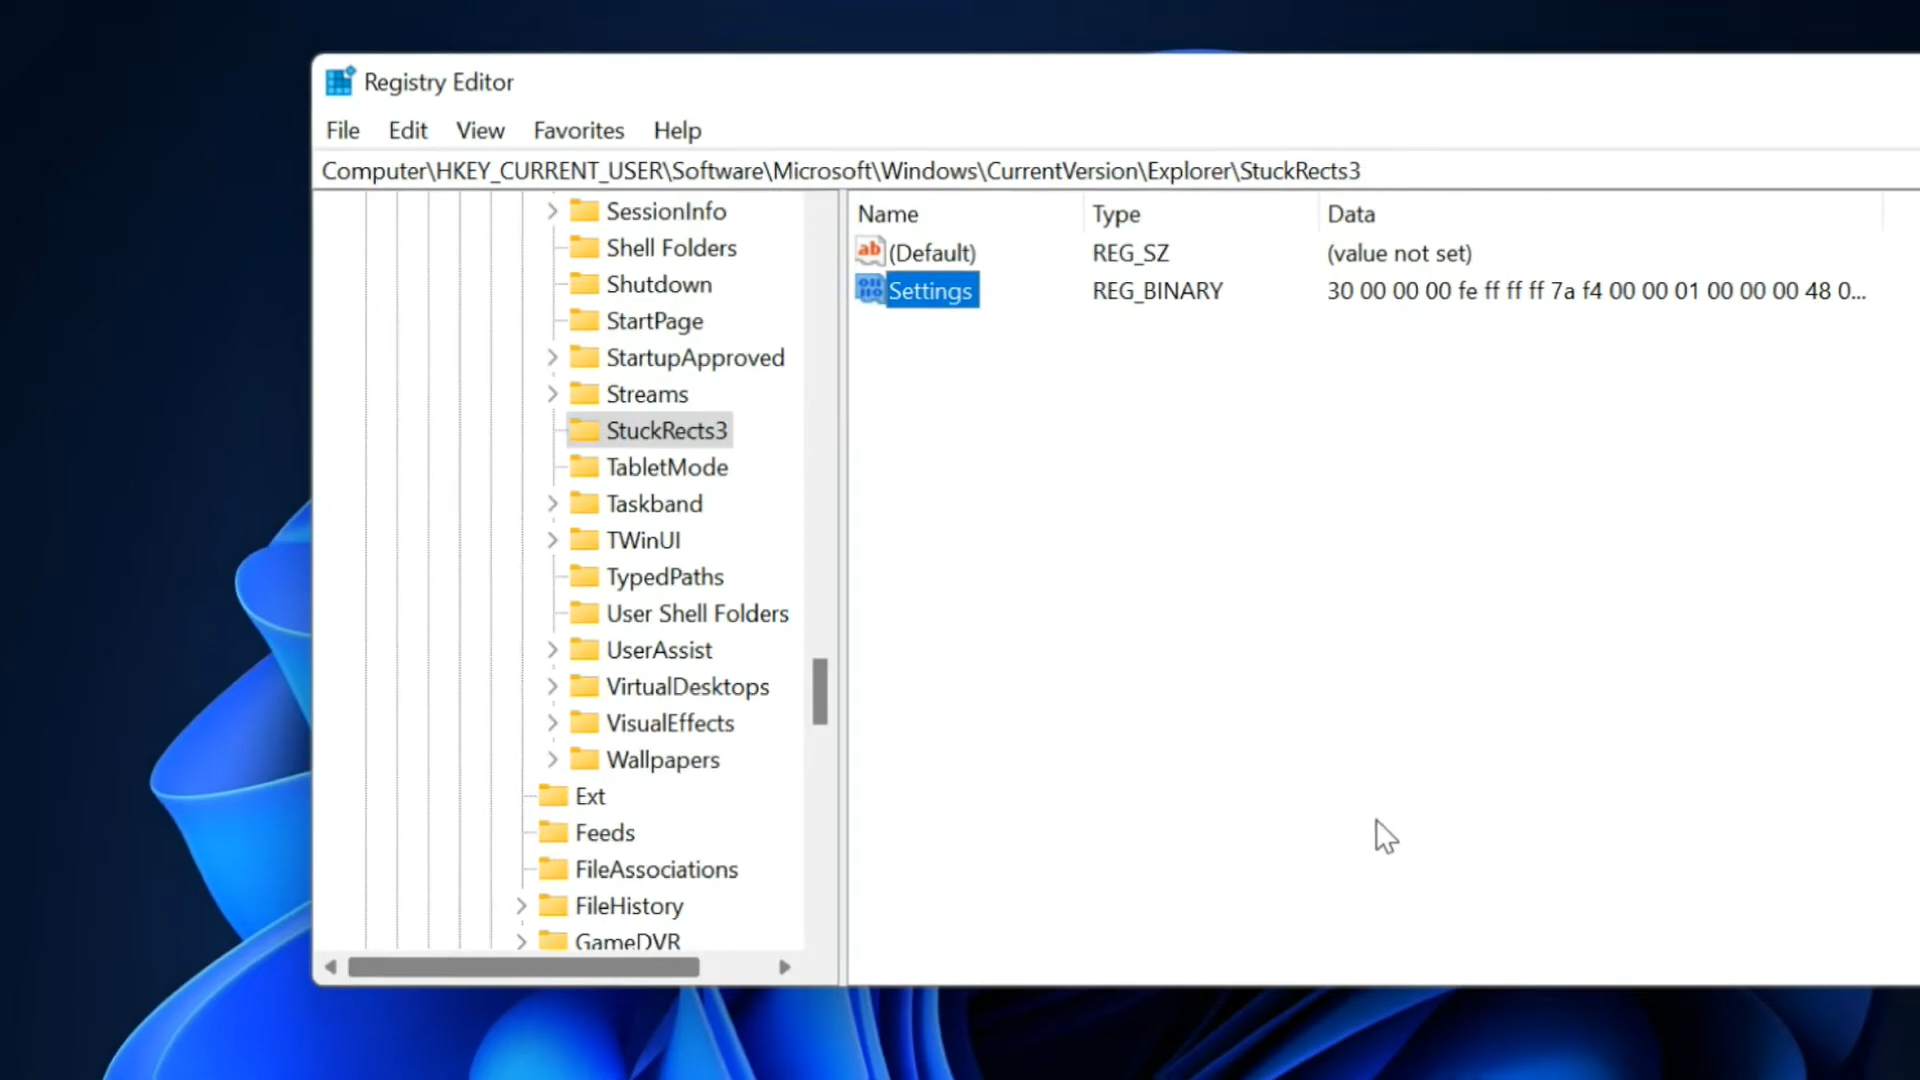 Registry Editor
File Edit View Favorites Help
Computer\HKEY_CURRENT_USER\Software\Microsoft\Windows\CurrentVersion\Explorer\StuckRects3
SessionInfo
Shell Folders
Shutdown
StartPage
StartupApproved
Streams
StuckRects3
TabletMode
Taskband
TWinUI
TypedPaths
User Shell Folders
UserAssist
VirtualDesktops
VisualEffects
Wallpapers
Ext
Feeds
FileAssociations
FileHistory
GameDVR
Name Type Data
(Default) REG_SZ (value not set)
Settings REG_BINARY 30 00 00 00 fe ff ff ff 7a f4 00 00 01 00 00 00 48 0...